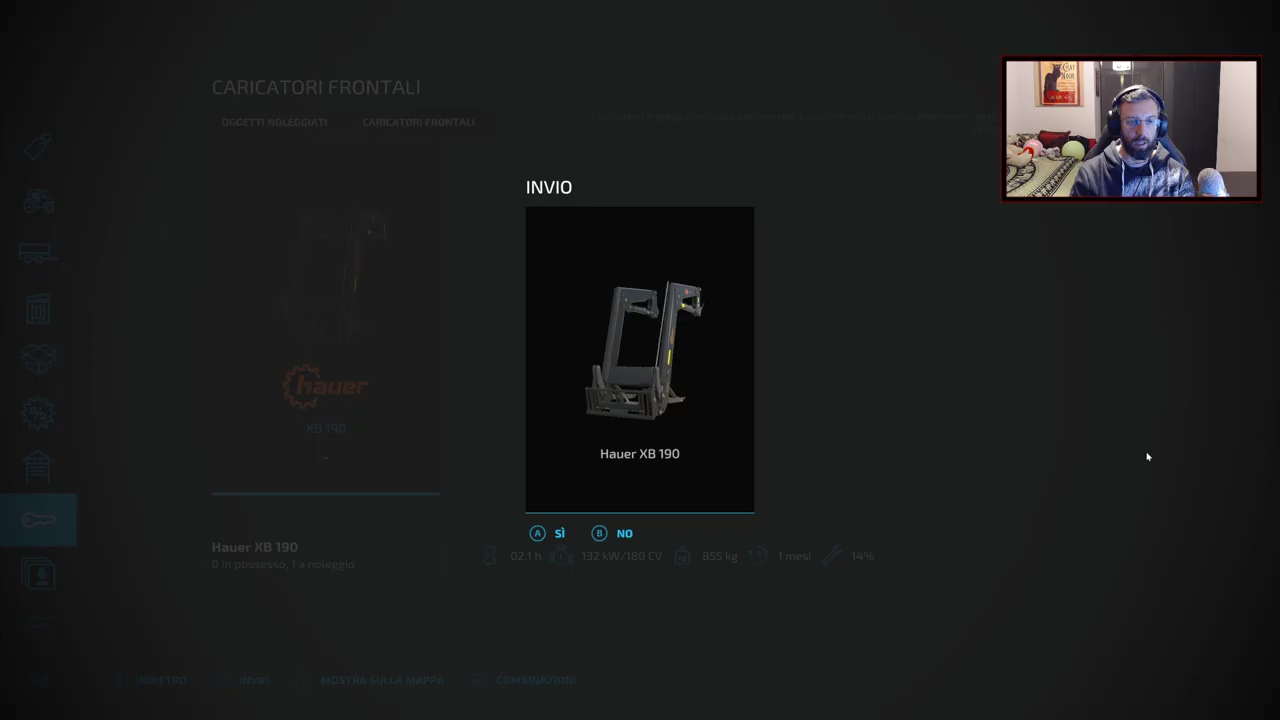 CARICATORI FRONTALI
OGGETTI NOLEGGIATI CARICATORI FRONTALI
CHAT
NOIR
INVIO
hauer
XB 190
Hauer XB 190
A SÌ B NO
Hauer XB 190
0 in possesso, 1 a noleggio
02.1 h 132 kW/180 CV 855 kg 1 mesi 14%
INDIETRO INVIO MOSTRA SULLA MAPPA COMBINAZIONI